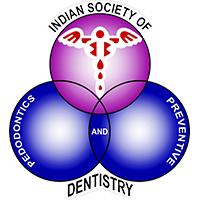 INDIAN SOCIETY OF
PEDODONTICS
AND
PREVENTIVE
DENTISTRY